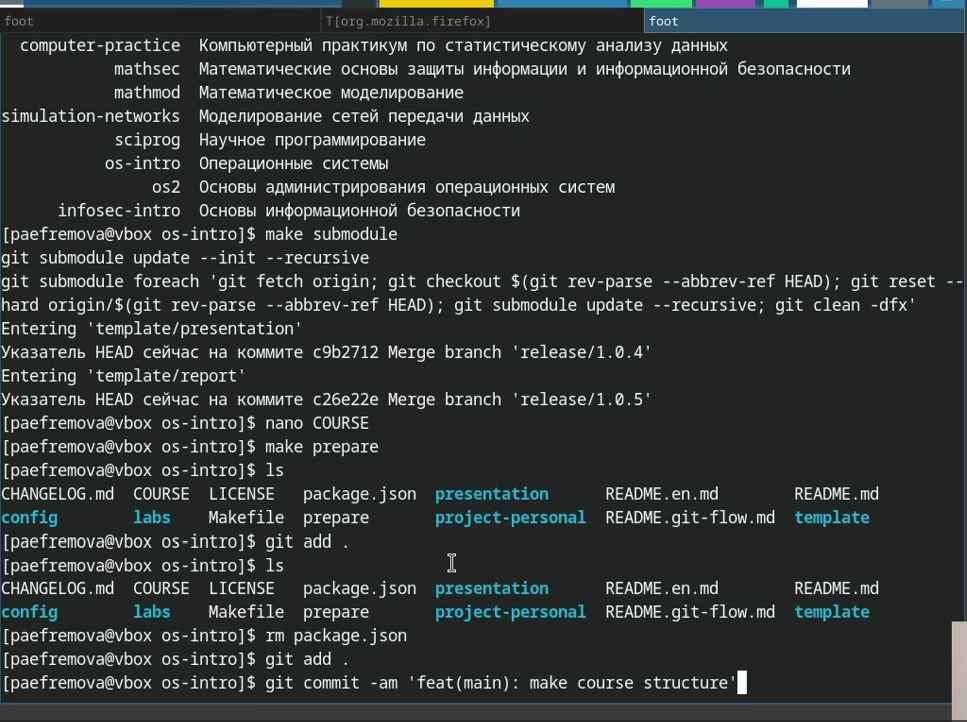 foot T[org.mozilla.firefox] foot
computer-practice Компьютерный практикум по статистическому анализу данных
mathsec Математические основы защиты информации и информационной безопасности
mathmod Математическое моделирование
simulation-networks Моделирование сетей передачи данных
sciprog Научное программирование
os-intro Операционные системы
os2 Основы администрирования операционных систем
infosec-intro Основы информационной безопасности
[paefremova@vbox os-intro]$ make submodule
git submodule update --init --recursive
git submodule foreach 'git fetch origin; git checkout $(git rev-parse --abbrev-ref HEAD); git reset --
hard origin/$(git rev-parse --abbrev-ref HEAD); git submodule update --recursive; git clean -dfx'
Entering 'template/presentation'
Указатель HEAD сейчас на коммите c9b2712 Merge branch 'release/1.0.4'
Entering 'template/report'
Указатель HEAD сейчас на коммите c26e22e Merge branch 'release/1.0.5'
[paefremova@vbox os-intro]$ nano COURSE
[paefremova@vbox os-intro]$ make prepare
[paefremova@vbox os-intro]$ ls
CHANGELOG.md COURSE LICENSE package.json presentation README.en.md README.md
config labs Makefile prepare project-personal README.git-flow.md template
[paefremova@vbox os-intro]$ git add .
[paefremova@vbox os-intro]$ ls
CHANGELOG.md COURSE LICENSE package.json presentation README.en.md README.md
config labs Makefile prepare project-personal README.git-flow.md template
[paefremova@vbox os-intro]$ rm package.json
[paefremova@vbox os-intro]$ git add .
[paefremova@vbox os-intro]$ git commit -am 'feat(main): make course structure'